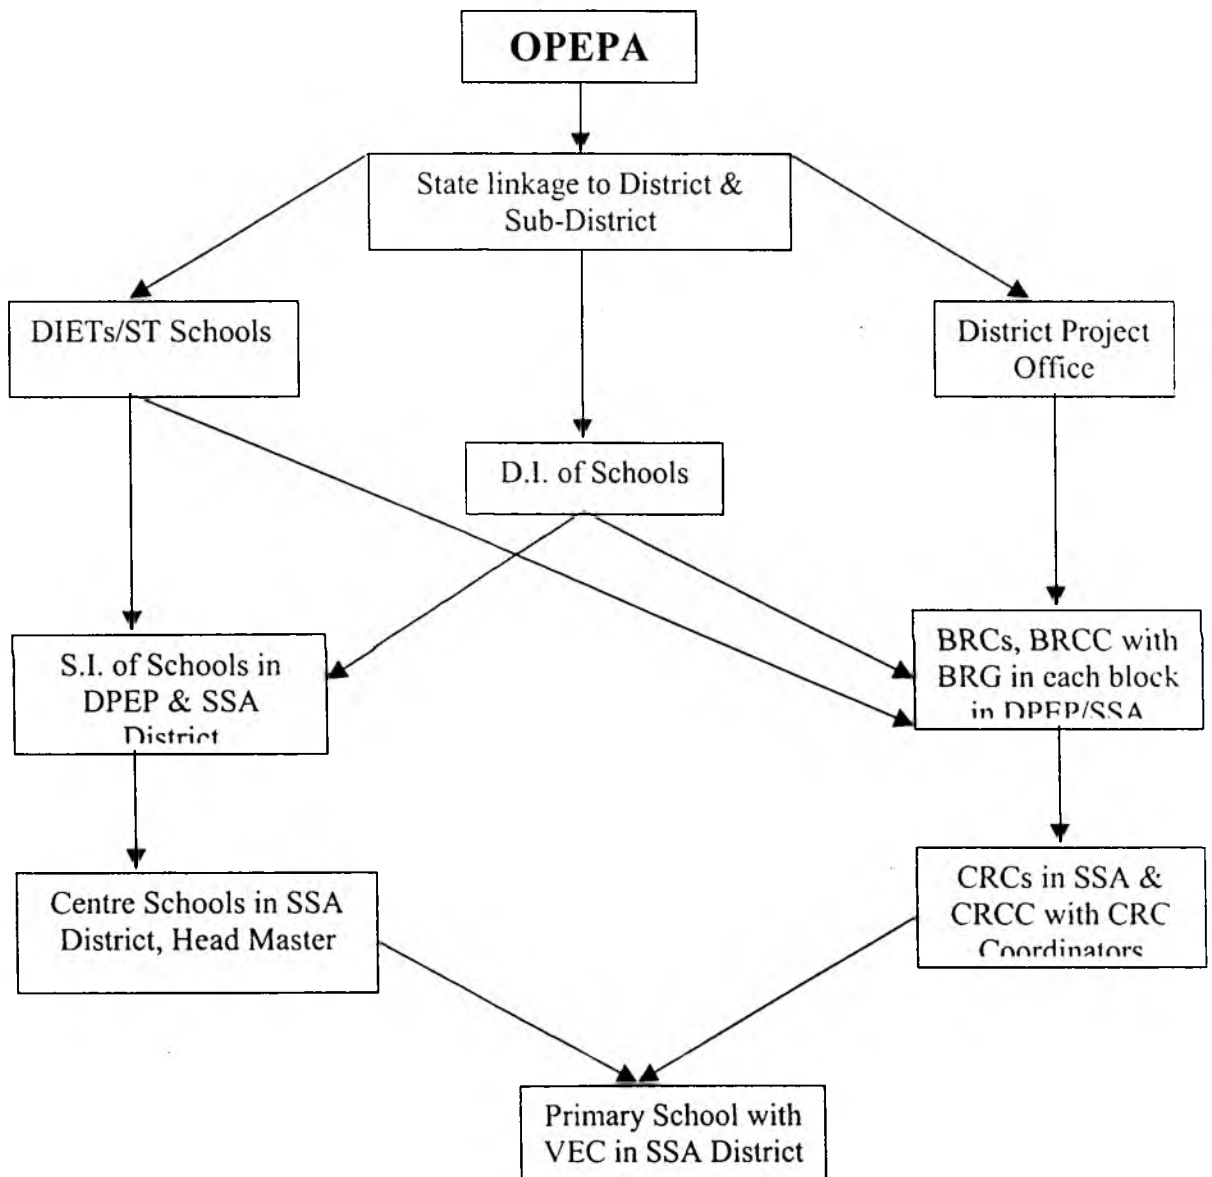 OPEPA
State linkage to District &
Sub-District
DIETs/ST Schools
District Project
Office
D.I. of Schools
S.I. of Schools in
DPEP & SSA
District
BRCs, BRCC with
BRG in each block
in DPEP/SSA
Centre Schools in SSA
District, Head Master
CRCs in SSA &
CRCC with CRC
Coordinators
Primary School with
VEC in SSA District